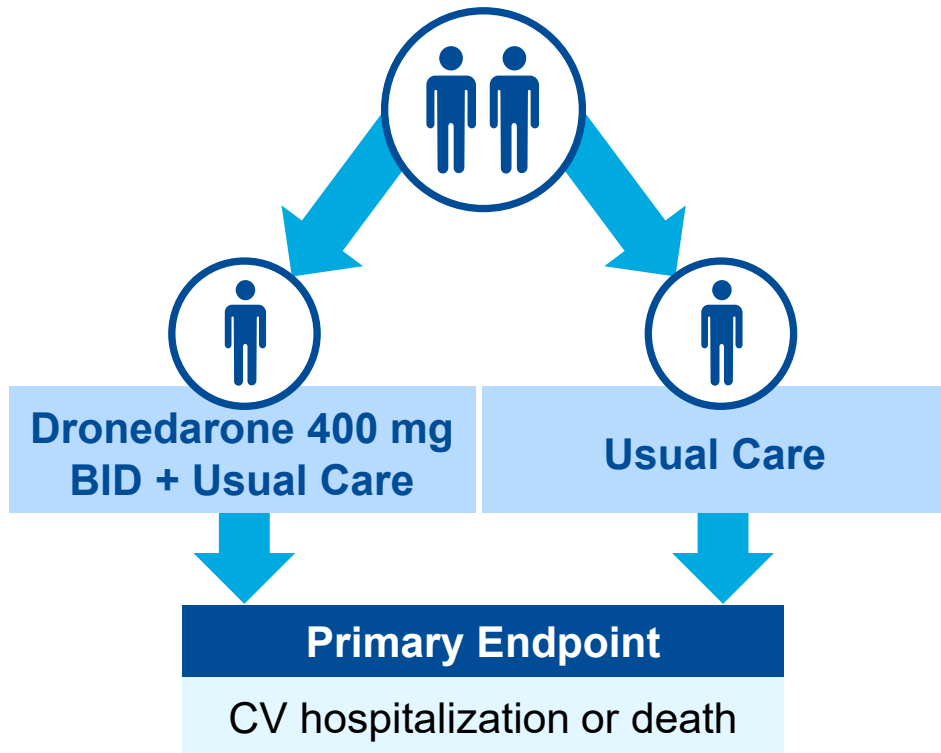 Dronedarone 400 mg
BID + Usual Care
Usual Care
Primary Endpoint
CV hospitalization or death